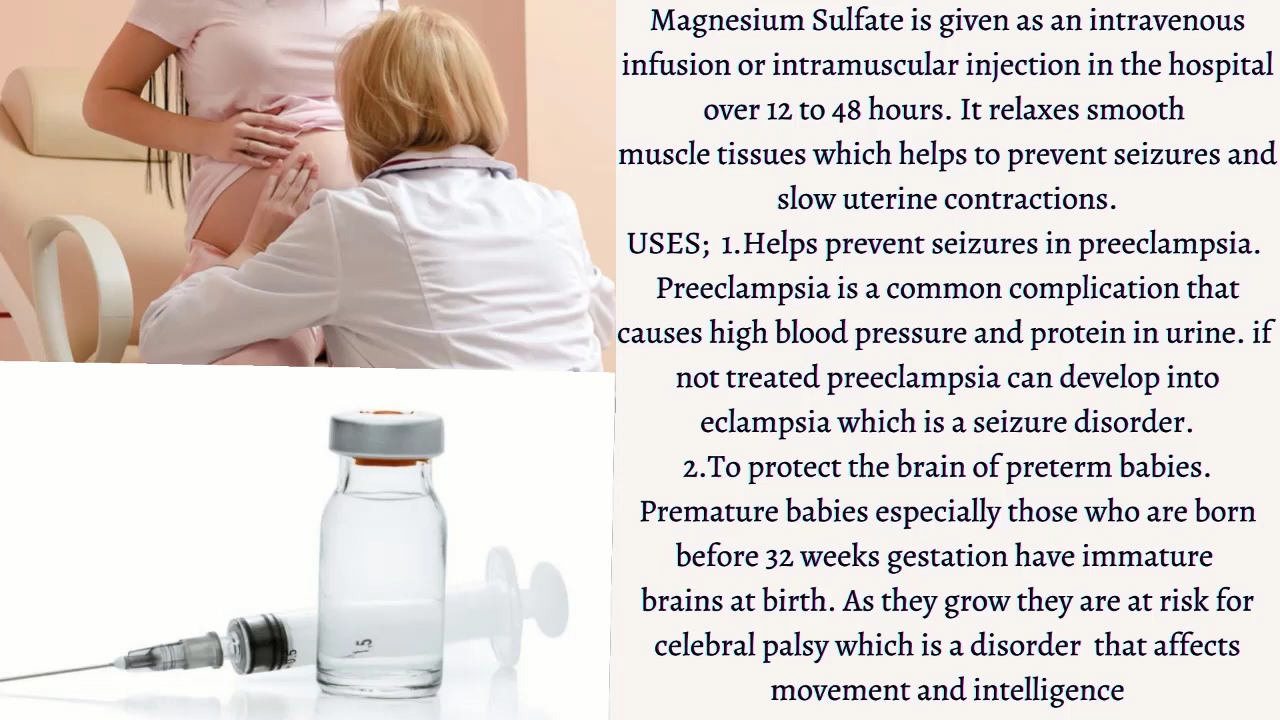 Magnesium Sulfate is given as an intravenous
infusion or intramuscular injection in the hospital
over 12 to 48 hours. It relaxes smooth
muscle tissues which helps to prevent seizures and
slow uterine contractions.
USES; 1.Helps prevent seizures in preeclampsia.
Preeclampsia is a common complication that
causes high blood pressure and protein in urine. if
not treated preeclampsia can develop into
eclampsia which is a seizure disorder.
2.To protect the brain of preterm babies.
Premature babies especially those who are born
before 32 weeks gestation have immature
brains at birth. As they grow they are at risk for
celebral palsy which is a disorder that affects
movement and intelligence
1.5
0.5